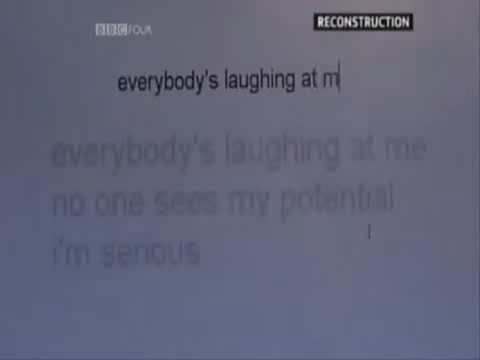 BBC FOUR
RECONSTRUCTION
everybody's laughing at m
everybody's laughing at me
no one sees my potential
i'm serious